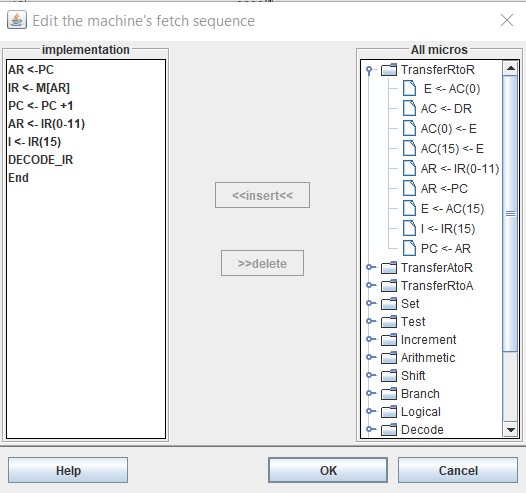 Edit the machine's fetch sequence
implementation
AR <-PC
IR <- M[AR]
PC <- PC +1
AR <- IR(0-11)
I <- IR(15)
DECODE_IR
End
<<insert<<
>>delete
All micros
TransferRtoR
E <- AC(0)
AC <- DR
AC(0) <- E
AC(15) <- E
AR <- IR(0-11)
AR <-PC
E <- AC(15)
I <- IR(15)
PC <- AR
TransferAtoR
TransferRtoA
Set
Test
Increment
Arithmetic
Shift
Branch
Logical
Decode
Help
OK
Cancel